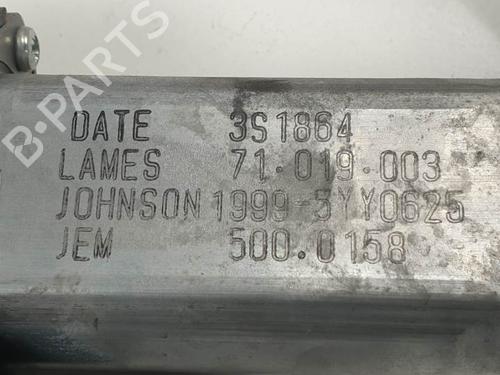 B-PARTS
DATE 3S1864
LAMES 71.019.003
JOHNSON 1999-5YY0625
JEM 500.0158